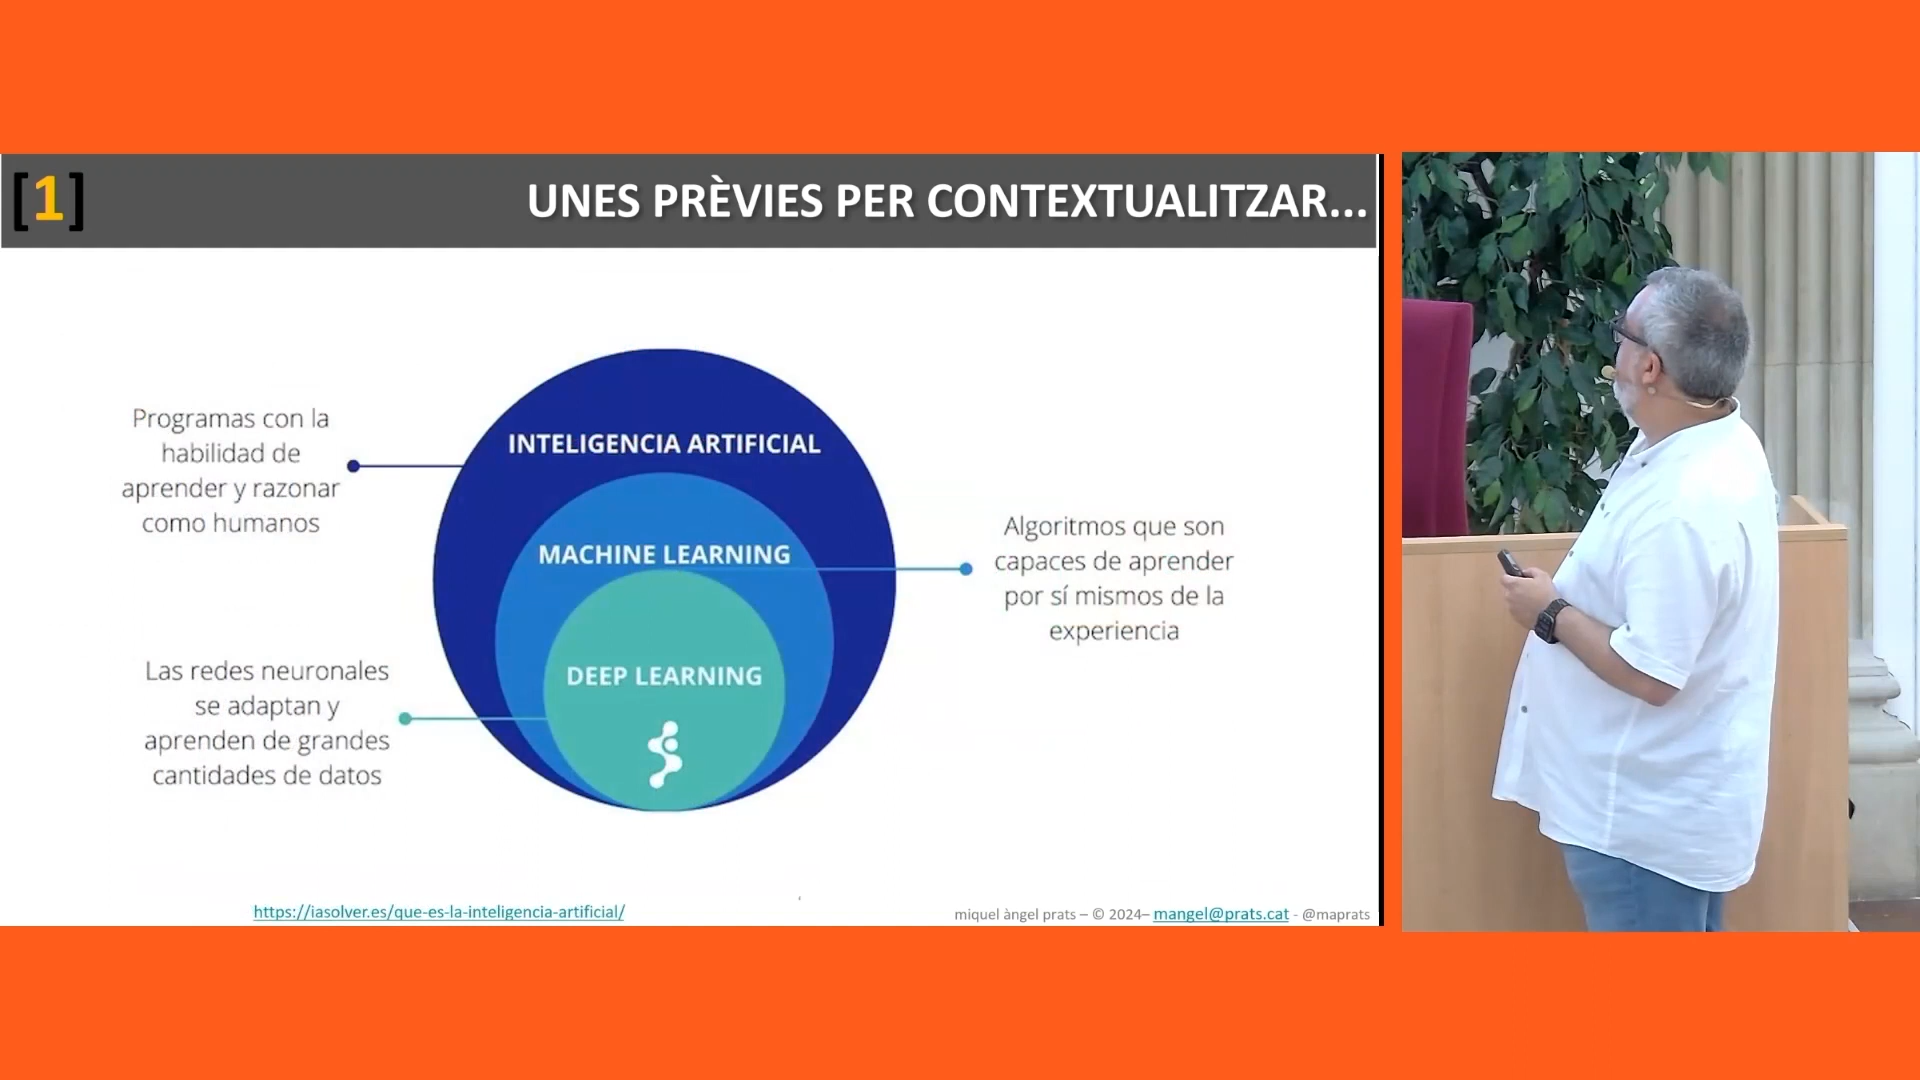 [1]
UNES PRÈVIES PER CONTEXTUALITZAR...
Programas con la
habilidad de
aprender y razonar
como humanos
INTELIGENCIA ARTIFICIAL
MACHINE LEARNING
Algoritmos que son
capaces de aprender
por sí mismos de la
experiencia
DEEP LEARNING
Las redes neuronales
se adaptan y
aprenden de grandes
cantidades de datos
https://iasolver.es/que-es-la-inteligencia-artificial/
miquel àngel prats – © 2024– mangel@prats.cat - @maprats